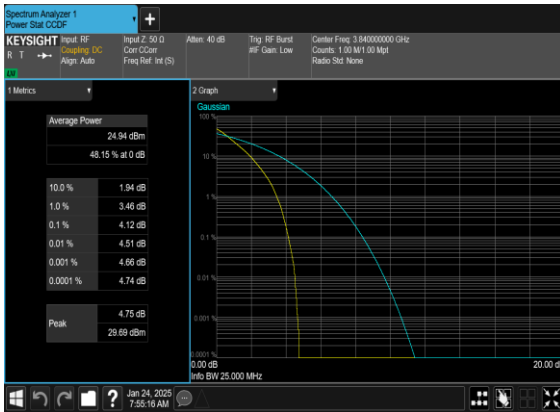 Spectrum Analyzer 1
Power Stat CCDF
KEYSIGHT
R T
Input: RF
Coupling: DC
Align: Auto
Input Z: 50 Ω
Corr CCorr
Freq Ref: Int (S)
Atten: 40 dB
Trig: RF Burst
#IF Gain: Low
Center Freq: 3.840000000 GHz
Counts: 1.00 M/1.00 Mpt
Radio Std: None
1 Metrics
Average Power
24.94 dBm
48.15 % at 0 dB
10.0 % 1.94 dB
1.0 % 3.46 dB
0.1 % 4.12 dB
0.01 % 4.51 dB
0.001 % 4.66 dB
0.0001 % 4.74 dB
Peak 4.75 dB
29.69 dBm
2 Graph
Gaussian
100 %
10 %
1 %
0.1 %
0.01 %
0.001 %
0.0001 %
0.00 dB
20.00 d
Info BW 25.000 MHz
Jan 24, 2025
7:55:16 AM